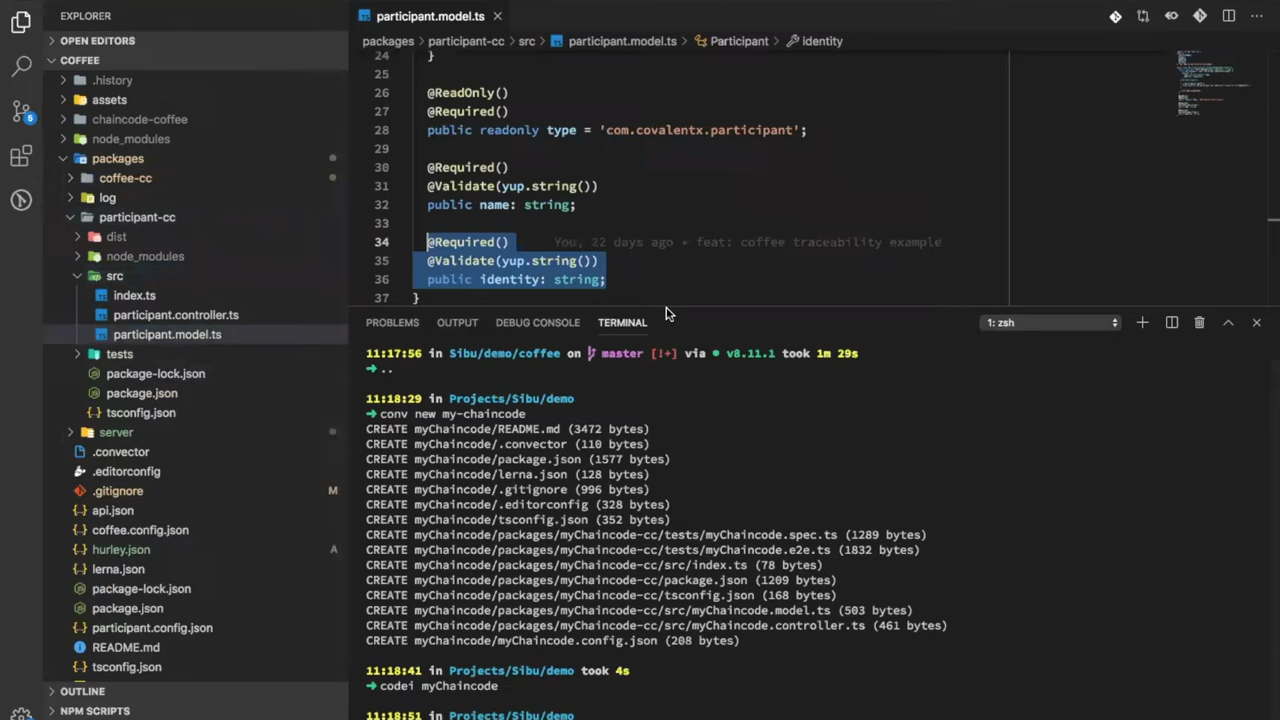 EXPLORER
OPEN EDITORS
COFFEE
.history
assets
chaincode-coffee
node_modules
packages
coffee-cc
log
participant-cc
dist
node_modules
src
index.ts
participant.controller.ts
participant.model.ts
tests
package-lock.json
package.json
tsconfig.json
server
.convector
.editorconfig
.gitignore M
api.json
coffee.config.json
hurley.json A
lerna.json
package-lock.json
package.json
participant.config.json
README.md
tsconfig.json
OUTLINE
NPM SCRIPTS
5
participant.model.ts
packages > participant-cc > src > participant.model.ts > Participant > identity
24 }
25
26 @ReadOnly()
27 @Required()
28 public readonly type = 'com.covalentx.participant';
29
30 @Required()
31 @Validate(yup.string())
32 public name: string;
33
34 @Required() You, 22 days ago • feat: coffee traceability example
35 @Validate(yup.string())
36 public identity: string;
37 }
PROBLEMS OUTPUT DEBUG CONSOLE TERMINAL 1: zsh
11:17:56 in Sibu/demo/coffee on master [!+] via ● v8.11.1 took 1m 29s
➜ ..
11:18:29 in Projects/Sibu/demo
➜ conv new my-chaincode
CREATE myChaincode/README.md (3472 bytes)
CREATE myChaincode/.convector (110 bytes)
CREATE myChaincode/package.json (1577 bytes)
CREATE myChaincode/lerna.json (128 bytes)
CREATE myChaincode/.gitignore (996 bytes)
CREATE myChaincode/.editorconfig (328 bytes)
CREATE myChaincode/tsconfig.json (352 bytes)
CREATE myChaincode/packages/myChaincode-cc/tests/myChaincode.spec.ts (1289 bytes)
CREATE myChaincode/packages/myChaincode-cc/tests/myChaincode.e2e.ts (1832 bytes)
CREATE myChaincode/packages/myChaincode-cc/src/index.ts (78 bytes)
CREATE myChaincode/packages/myChaincode-cc/package.json (1209 bytes)
CREATE myChaincode/packages/myChaincode-cc/tsconfig.json (168 bytes)
CREATE myChaincode/packages/myChaincode-cc/src/myChaincode.model.ts (503 bytes)
CREATE myChaincode/packages/myChaincode-cc/src/myChaincode.controller.ts (461 bytes)
CREATE myChaincode/myChaincode.config.json (208 bytes)
11:18:41 in Projects/Sibu/demo took 4s
➜ codei myChaincode
11:18:51 in Projects/Sibu/demo